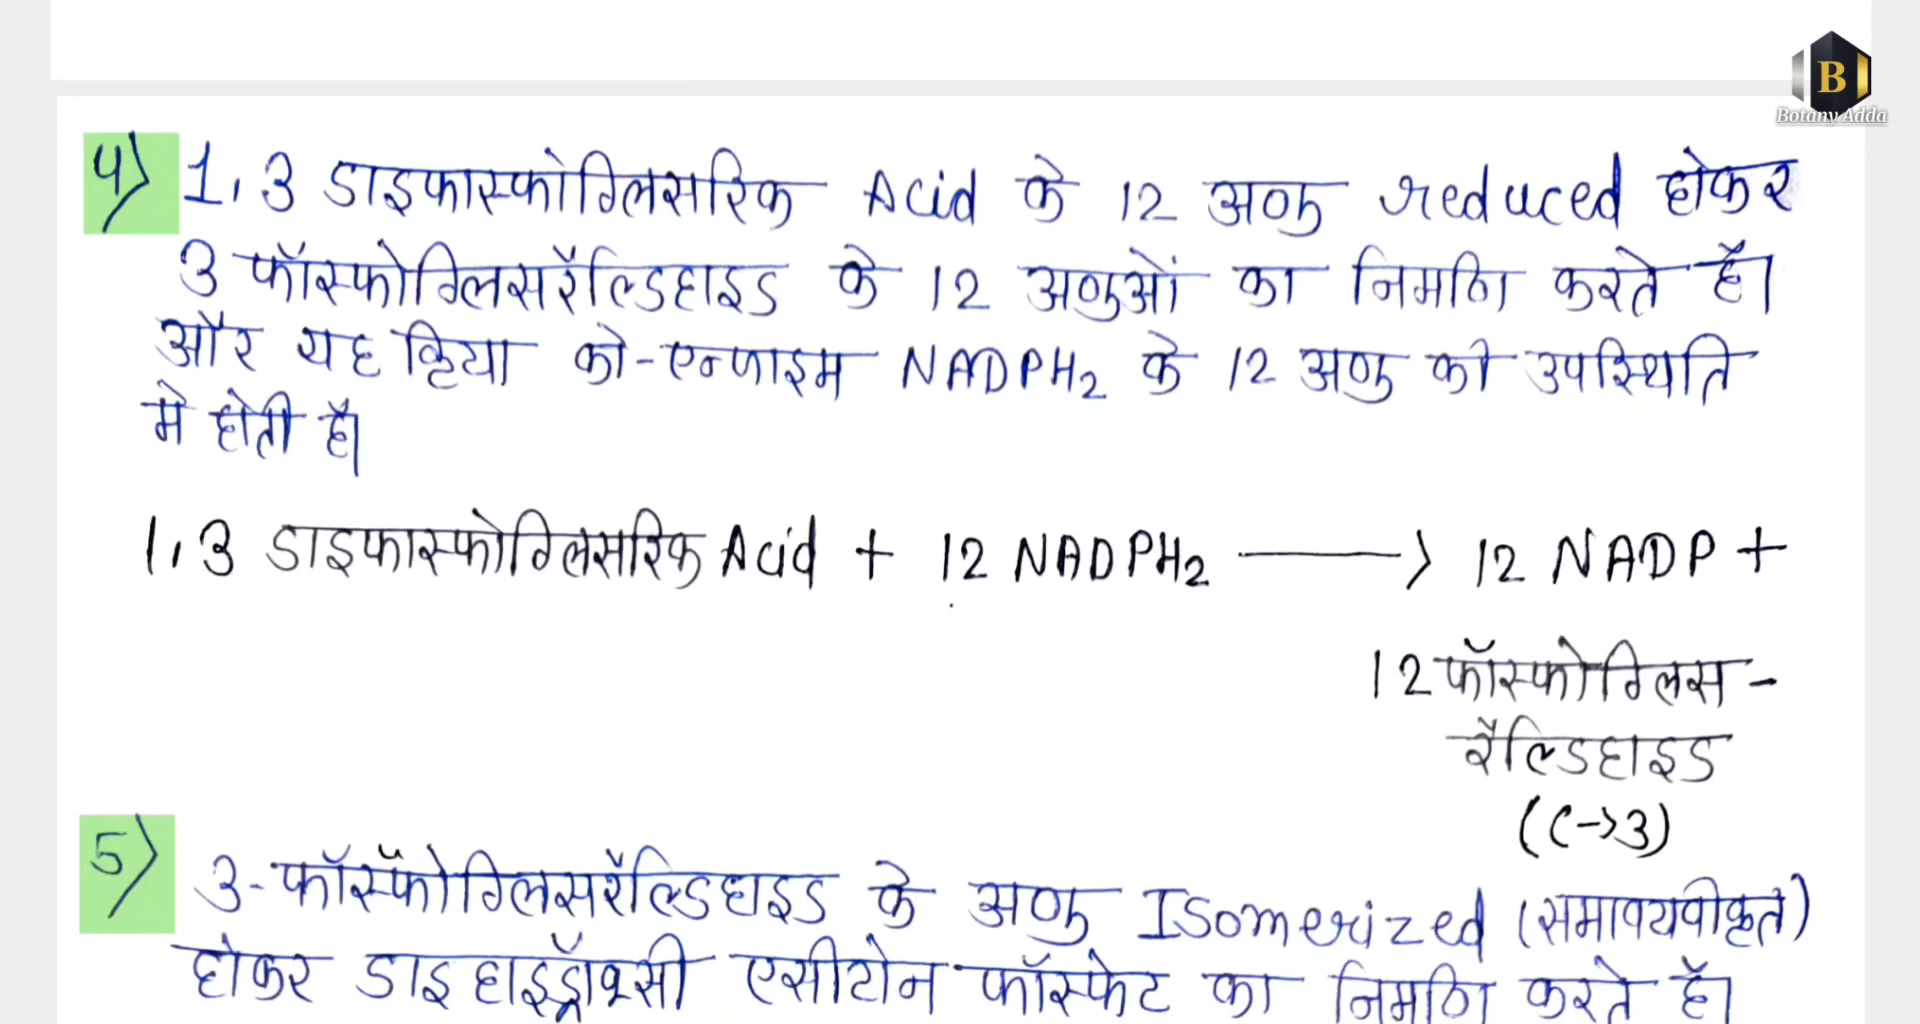 B
Botany Adda
4) 1,3 डाइफास्फोग्लिसरिक Acid के 12 अणु reduced होकर
3 फॉस्फोग्लिसरॅल्डिहाइड के 12 अणुओं का निर्माण करते है।
और यह क्रिया को-एन्जाइम NADPH₂ के 12 अणु की उपस्थिति
मे होती है।
1,3 डाइफास्फोग्लिसरिक Acid + 12 NADPH₂ ⟶ 12 NADP +
12 फॉस्फोग्लिस-
रैल्डिहाइड
(C->3)
5) 3-फॉस्फॉग्लिसरॅल्डिहाइड के अणु Isomerized (समावयवीकृत)
होकर डाइहाइड्रॉक्सी एसीटोन फॉस्फेट का निर्माण करते हैं।